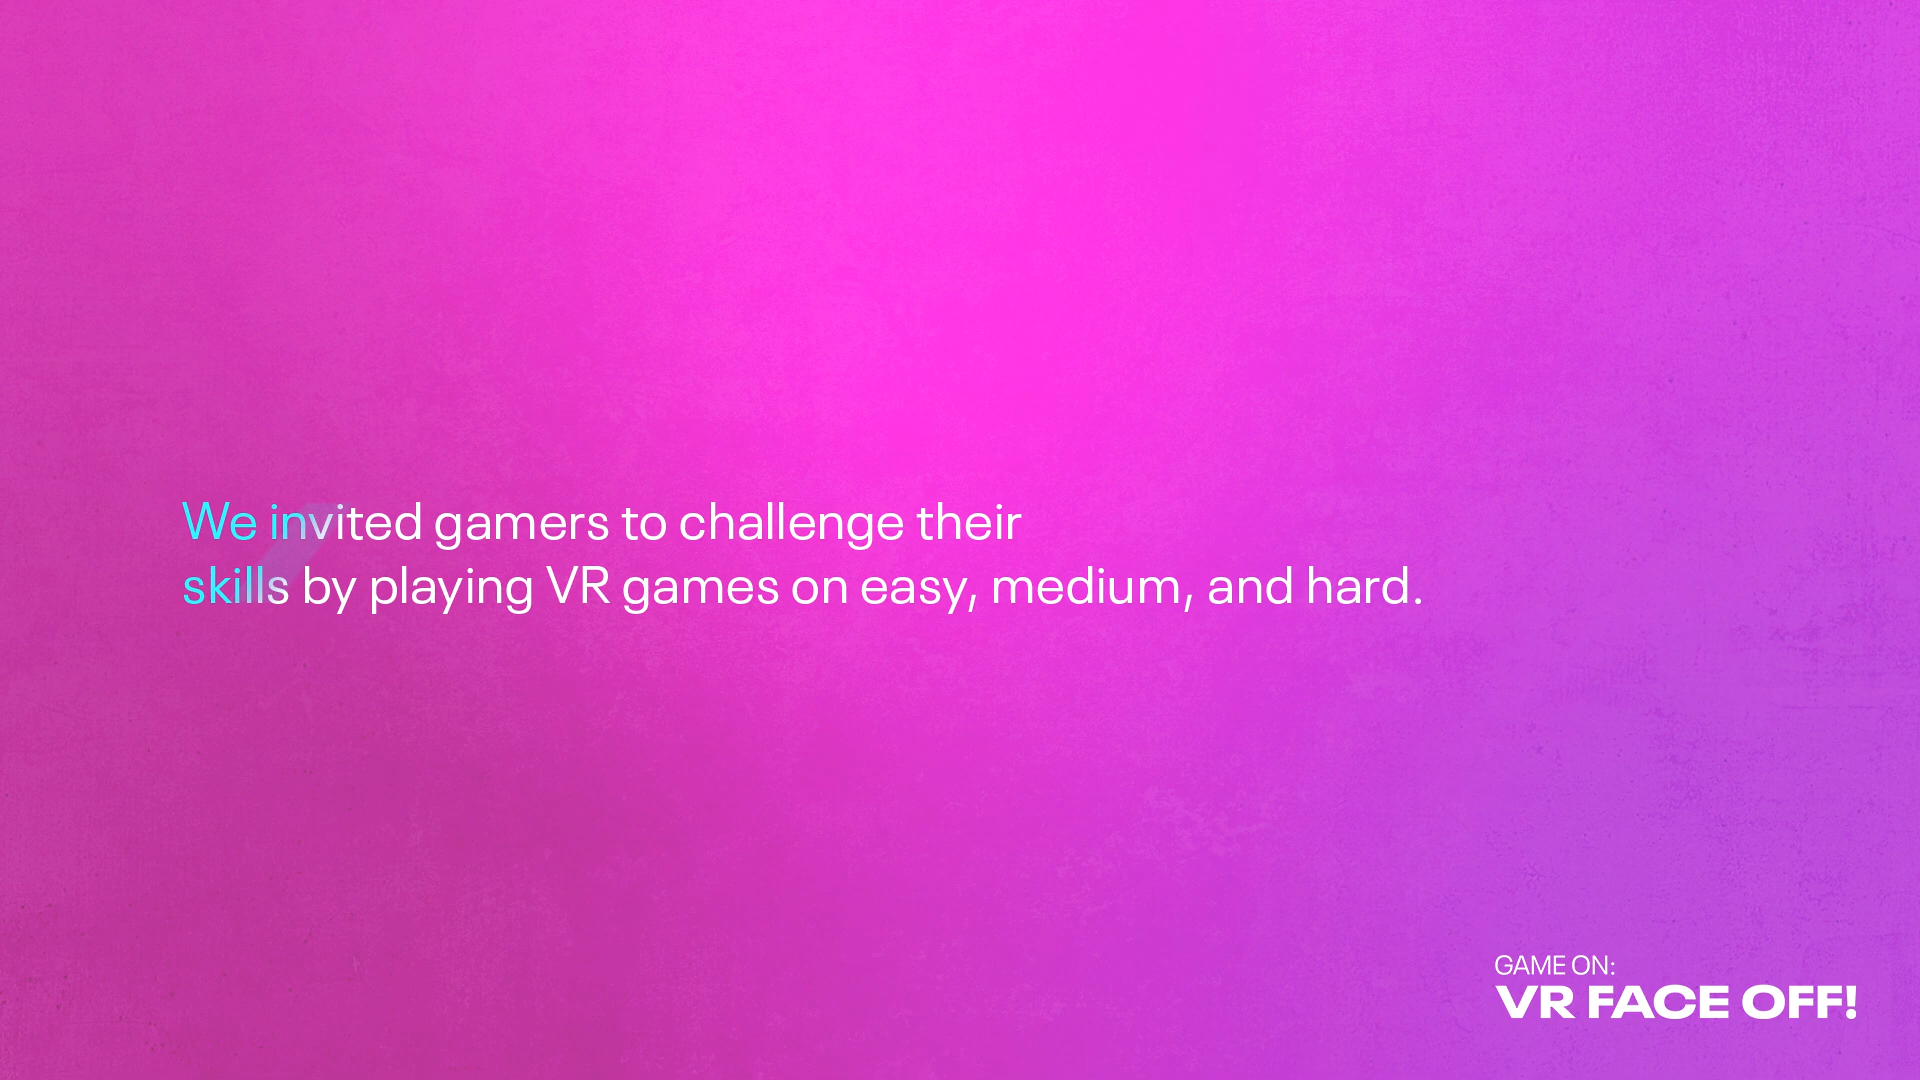 We invited gamers to challenge their
skills by playing VR games on easy, medium, and hard.
GAME ON:
VR FACE OFF!